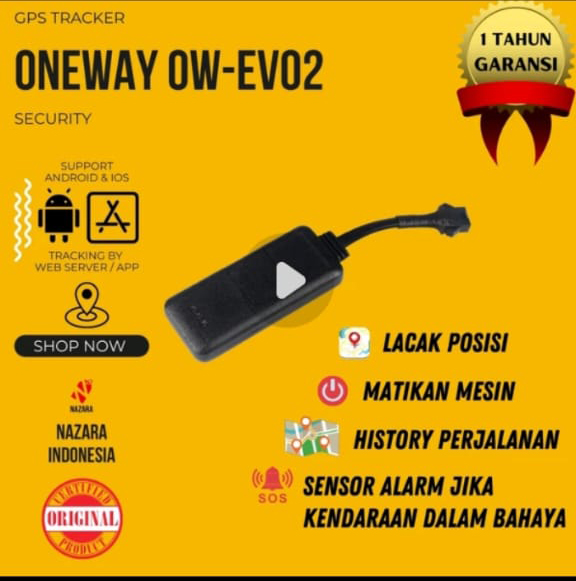 GPS TRACKER
ONEWAY OW-EV02
SECURITY
1 TAHUN
GARANSI
SUPPORT
ANDROID & IOS
TRACKING BY
WEB SERVER / APP
SHOP NOW
NAZARA
NAZARA
INDONESIA
CERTIFIED
ORIGINAL
PRODUCT
LACAK POSISI
MATIKAN MESIN
HISTORY PERJALANAN
SOS
SENSOR ALARM JIKA
KENDARAAN DALAM BAHAYA